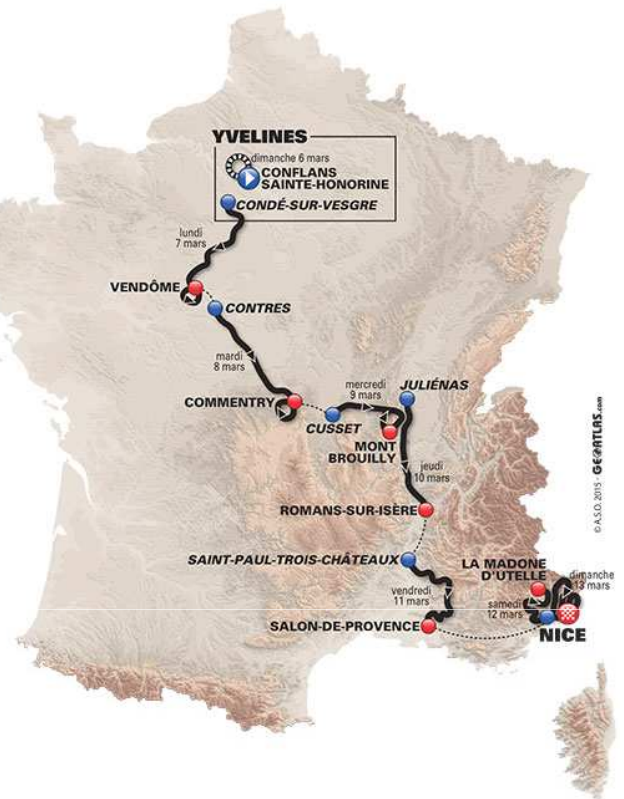 YVELINES
dimanche 6 mars
CONFLANS
SAINTE-HONORINE
CONDÉ-SUR-VESGRE
lundi
7 mars
VENDÔME
CONTRES
mardi
8 mars
COMMENTRY
CUSSET
mercredi
9 mars
JULIÉNAS
MONT
BROUILLY
jeudi
10 mars
ROMANS-SUR-ISÈRE
SAINT-PAUL-TROIS-CHÂTEAUX
vendredi
11 mars
SALON-DE-PROVENCE
LA MADONE
D'UTELLE
samedi
12 mars
dimanche
13 mars
NICE
© A.S.O. 2015 - GEOATLAS.com